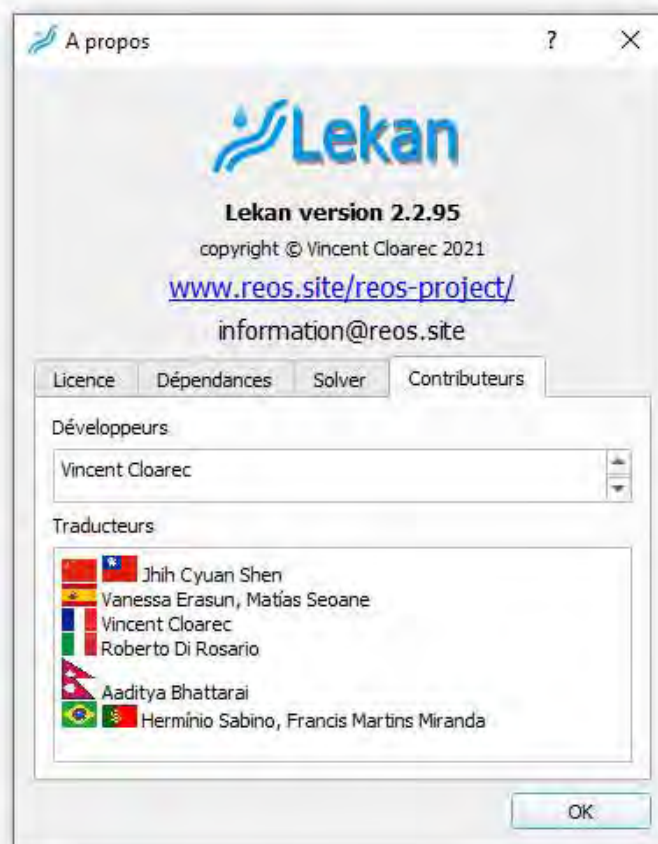 A propos
Lekan
Lekan version 2.2.95
copyright © Vincent Cloarec 2021
www.reos.site/reos-project/
information@reos.site
Licence Dépendances Solver Contributeurs
Développeurs
Vincent Cloarec
Traducteurs
Jhih Cyuan Shen
Vanessa Erasun, Matías Seoane
Vincent Cloarec
Roberto Di Rosario
Aaditya Bhattarai
Hermínio Sabino, Francis Martins Miranda
OK